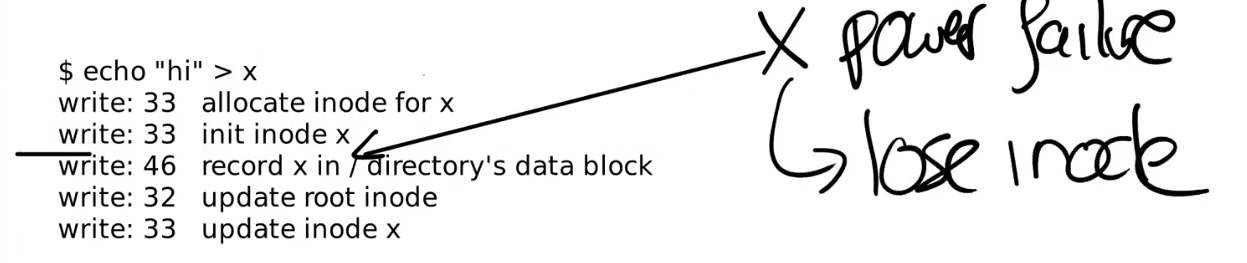 $ echo "hi" > x
write: 33 allocate inode for x
write: 33 init inode x
write: 46 record x in / directory's data block
write: 32 update root inode
write: 33 update inode x
X power failure
lose inode